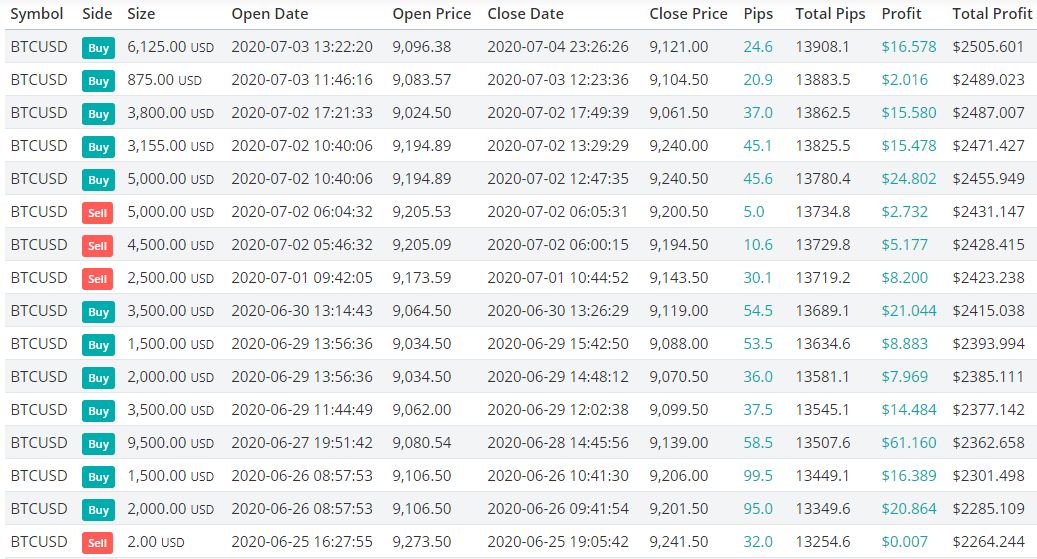 Symbol Side Size Open Date Open Price Close Date Close Price Pips Total Pips Profit Total Profit
BTCUSD Buy 6,125.00 USD 2020-07-03 13:22:20 9,096.38 2020-07-04 23:26:26 9,121.00 24.6 13908.1 $16.578 $2505.601
BTCUSD Buy 875.00 USD 2020-07-03 11:46:16 9,083.57 2020-07-03 12:23:36 9,104.50 20.9 13883.5 $2.016 $2489.023
BTCUSD Buy 3,800.00 USD 2020-07-02 17:21:33 9,024.50 2020-07-02 17:49:39 9,061.50 37.0 13862.5 $15.580 $2487.007
BTCUSD Buy 3,155.00 USD 2020-07-02 10:40:06 9,194.89 2020-07-02 13:29:29 9,240.00 45.1 13825.5 $15.478 $2471.427
BTCUSD Buy 5,000.00 USD 2020-07-02 10:40:06 9,194.89 2020-07-02 12:47:35 9,240.50 45.6 13780.4 $24.802 $2455.949
BTCUSD Sell 5,000.00 USD 2020-07-02 06:04:32 9,205.53 2020-07-02 06:05:31 9,200.50 5.0 13734.8 $2.732 $2431.147
BTCUSD Sell 4,500.00 USD 2020-07-02 05:46:32 9,205.09 2020-07-02 06:00:15 9,194.50 10.6 13729.8 $5.177 $2428.415
BTCUSD Sell 2,500.00 USD 2020-07-01 09:42:05 9,173.59 2020-07-01 10:44:52 9,143.50 30.1 13719.2 $8.200 $2423.238
BTCUSD Buy 3,500.00 USD 2020-06-30 13:14:43 9,064.50 2020-06-30 13:26:29 9,119.00 54.5 13689.1 $21.044 $2415.038
BTCUSD Buy 1,500.00 USD 2020-06-29 13:56:36 9,034.50 2020-06-29 15:42:50 9,088.00 53.5 13634.6 $8.883 $2393.994
BTCUSD Buy 2,000.00 USD 2020-06-29 13:56:36 9,034.50 2020-06-29 14:48:12 9,070.50 36.0 13581.1 $7.969 $2385.111
BTCUSD Buy 3,500.00 USD 2020-06-29 11:44:49 9,062.00 2020-06-29 12:02:38 9,099.50 37.5 13545.1 $14.484 $2377.142
BTCUSD Buy 9,500.00 USD 2020-06-27 19:51:42 9,080.54 2020-06-28 14:45:56 9,139.00 58.5 13507.6 $61.160 $2362.658
BTCUSD Buy 1,500.00 USD 2020-06-26 08:57:53 9,106.50 2020-06-26 10:41:30 9,206.00 99.5 13449.1 $16.389 $2301.498
BTCUSD Buy 2,000.00 USD 2020-06-26 08:57:53 9,106.50 2020-06-26 09:41:54 9,201.50 95.0 13349.6 $20.864 $2285.109
BTCUSD Sell 2.00 USD 2020-06-25 16:27:55 9,273.50 2020-06-25 19:05:42 9,241.50 32.0 13254.6 $0.007 $2264.244